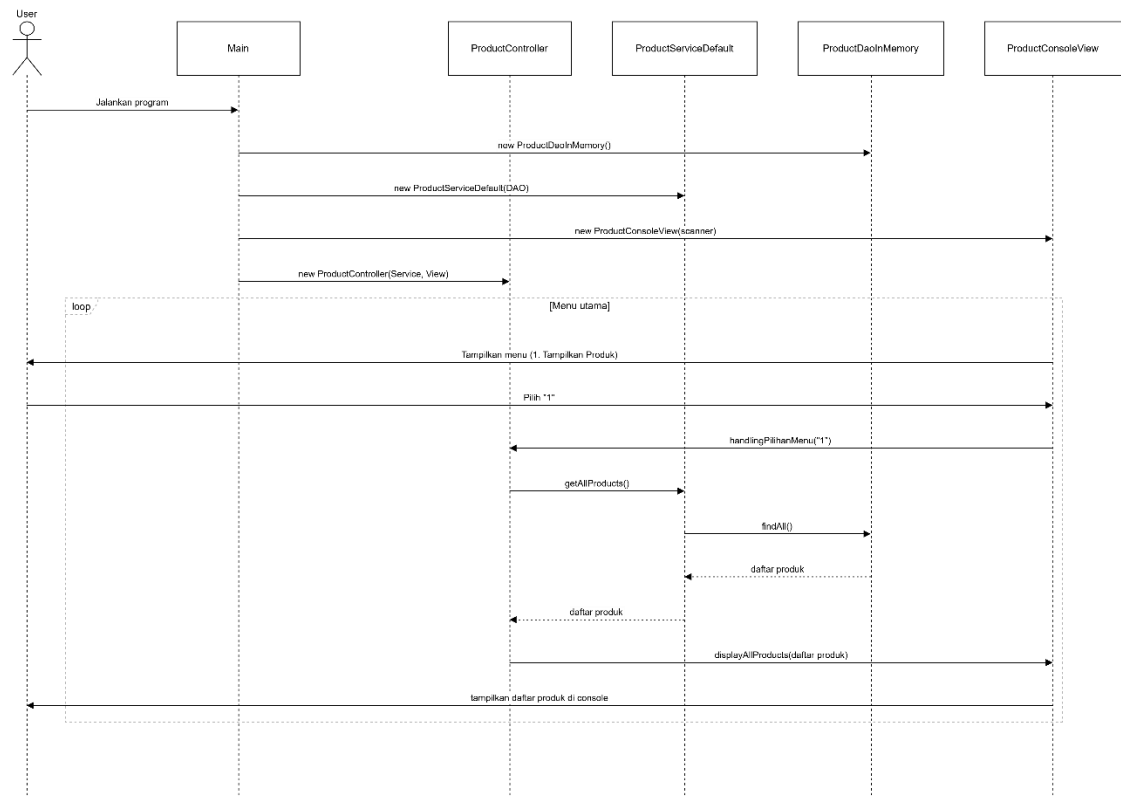 User
Main
ProductController
ProductServiceDefault
ProductDaoInMemory
ProductConsoleView
Jalankan program
new ProductDaoInMemory()
new ProductServiceDefault(DAO)
new ProductConsoleView(scanner)
new ProductController(Service, View)
loop
[Menu utama]
Tampilkan menu (1. Tampilkan Produk)
Pilih "1"
handlingPilihanMenu("1")
getAllProducts()
findAll()
daftar produk
daftar produk
displayAllProducts(daftar produk)
tampilkan daftar produk di console